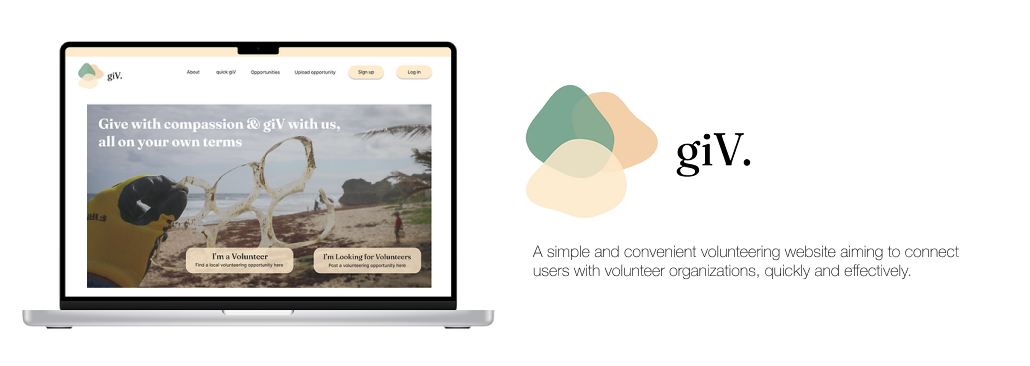 giV.
About quick-giV Opportunities Upload opportunity Sign up Log in
Give with compassion & giV with us,
all on your own terms
I'm a Volunteer
Find a local volunteering opportunity here
I'm Looking for Volunteers
Post a volunteering opportunity here
giV.
A simple and convenient volunteering website aiming to connect
users with volunteer organizations, quickly and effectively.